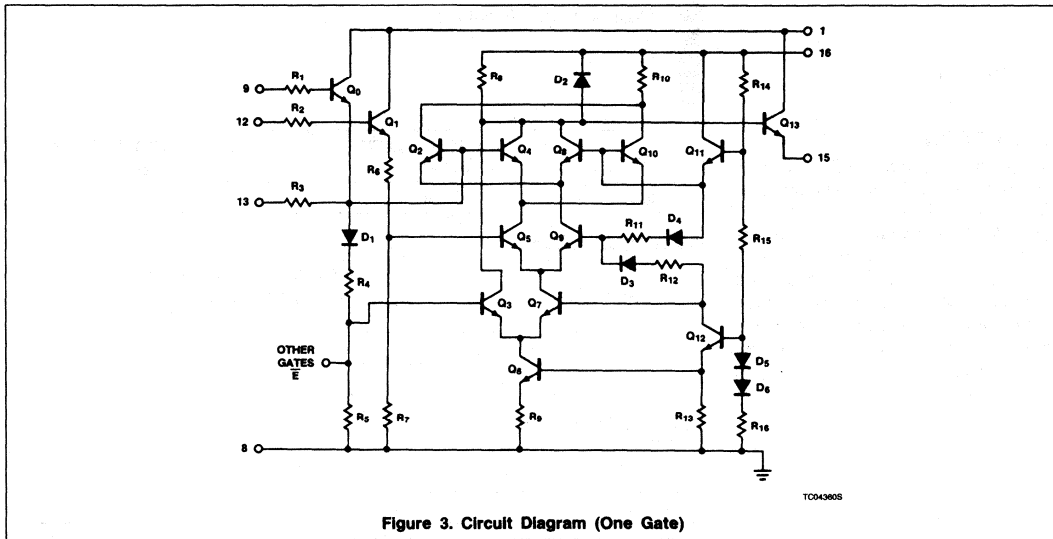 1
16
R8
D2
R10
R14
9
R1
Q0
Q13
12
R2
Q1
Q2
Q4
Q8
Q10
Q11
15
R6
13
R3
R11
D4
D1
Q5
Q9
R15
D3
R12
R4
Q3
Q7
Q12
OTHER
GATES
E
D5
Q6
D6
R5
R7
R9
R13
R16
8
TC04360S
Figure 3. Circuit Diagram (One Gate)